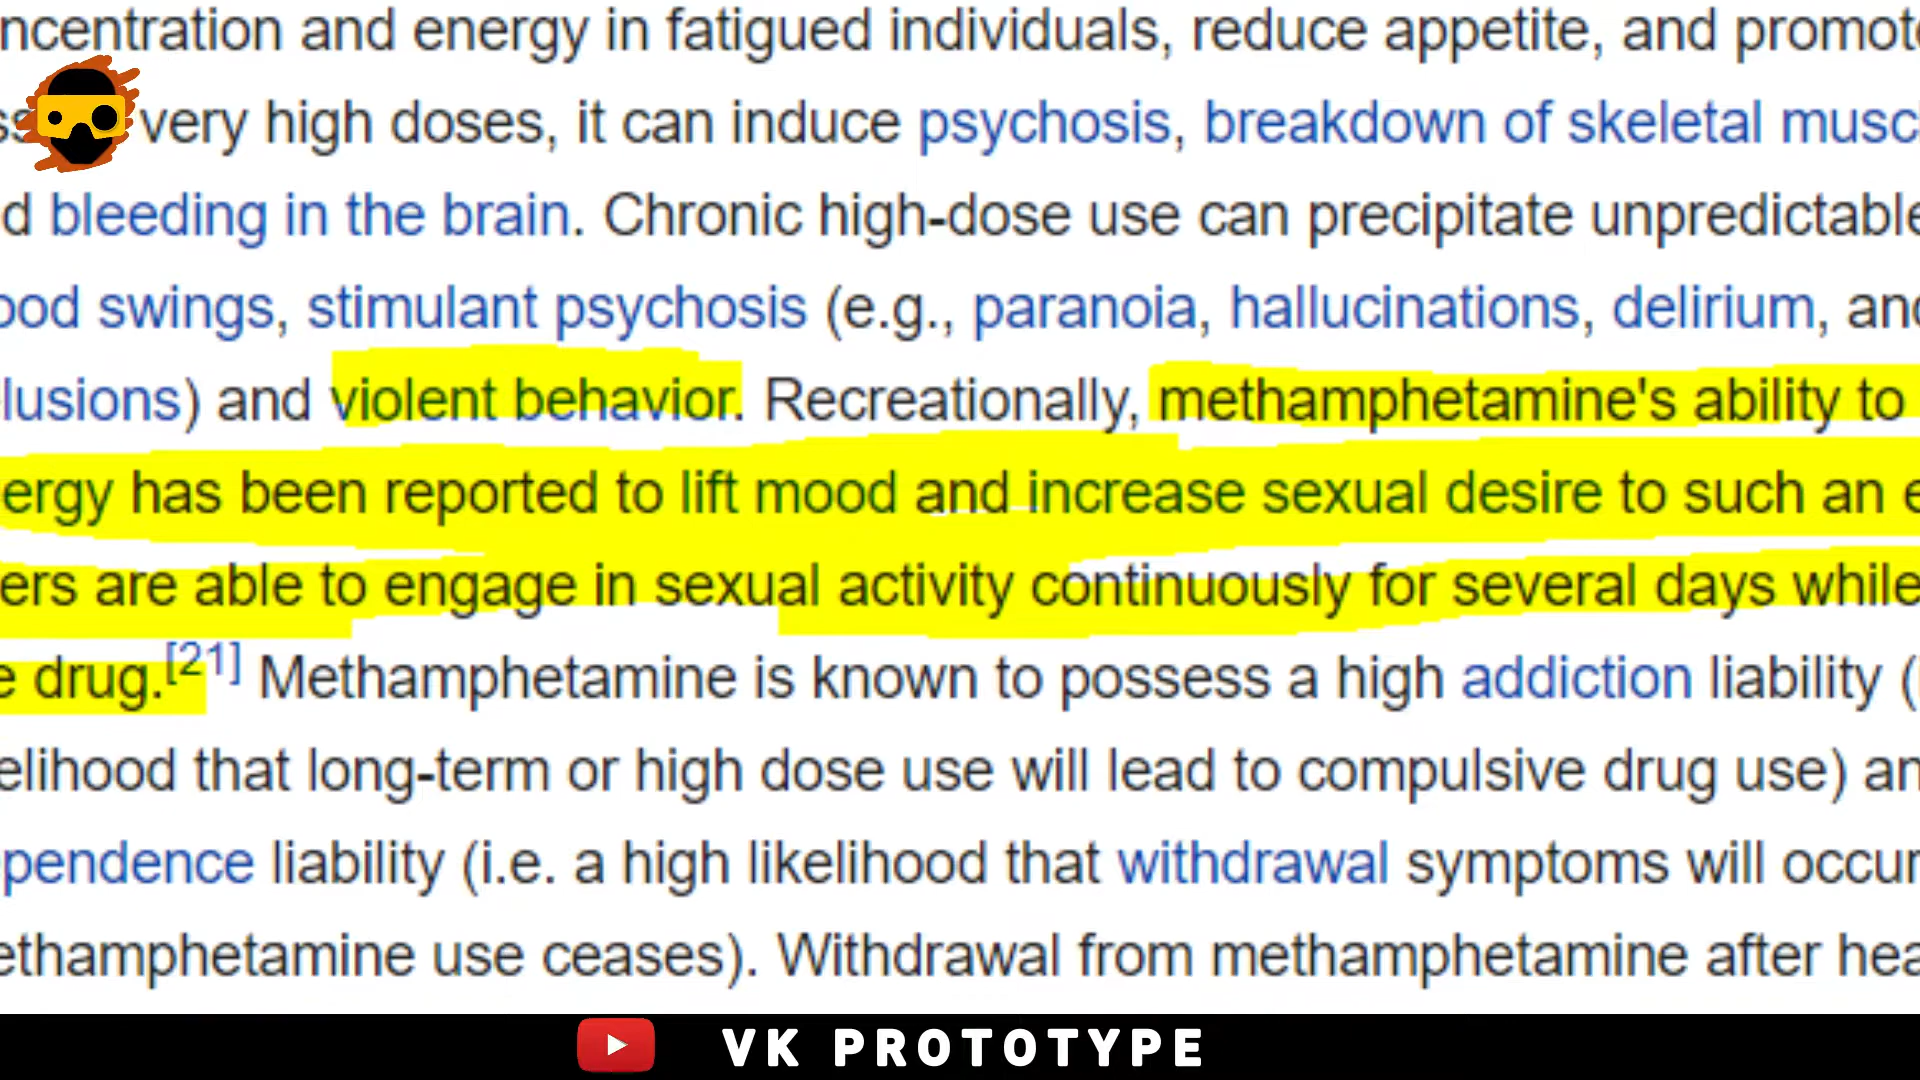 ncentration and energy in fatigued individuals, reduce appetite, and promote
very high doses, it can induce psychosis, breakdown of skeletal musc
d bleeding in the brain. Chronic high-dose use can precipitate unpredictable
ood swings, stimulant psychosis (e.g., paranoia, hallucinations, delirium, and
lusions) and violent behavior. Recreationally, methamphetamine's ability to
ergy has been reported to lift mood and increase sexual desire to such an e
ers are able to engage in sexual activity continuously for several days while
e drug.[21] Methamphetamine is known to possess a high addiction liability (i
elihood that long-term or high dose use will lead to compulsive drug use) an
pendence liability (i.e. a high likelihood that withdrawal symptoms will occur
ethamphetamine use ceases). Withdrawal from methamphetamine after hea
VK PROTOTYPE